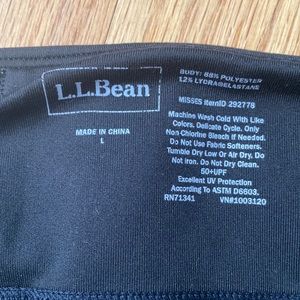 L.L.Bean
MADE IN CHINA
L
BODY: 88% POLYESTER
12% LYDRA®ELASTANE
MISSES ItemID 292778
Machine Wash Cold With Like
Colors. Delicate Cycle. Only
Non-Chlorine Bleach If Needed.
Do Not Use Fabric Softeners.
Tumble Dry Low Or Air Dry. Do
Not Iron. Do Not Dry Clean.
50+UPF
Excellent UV Protection
According To ASTM D6603.
RN71341 VN#1003120